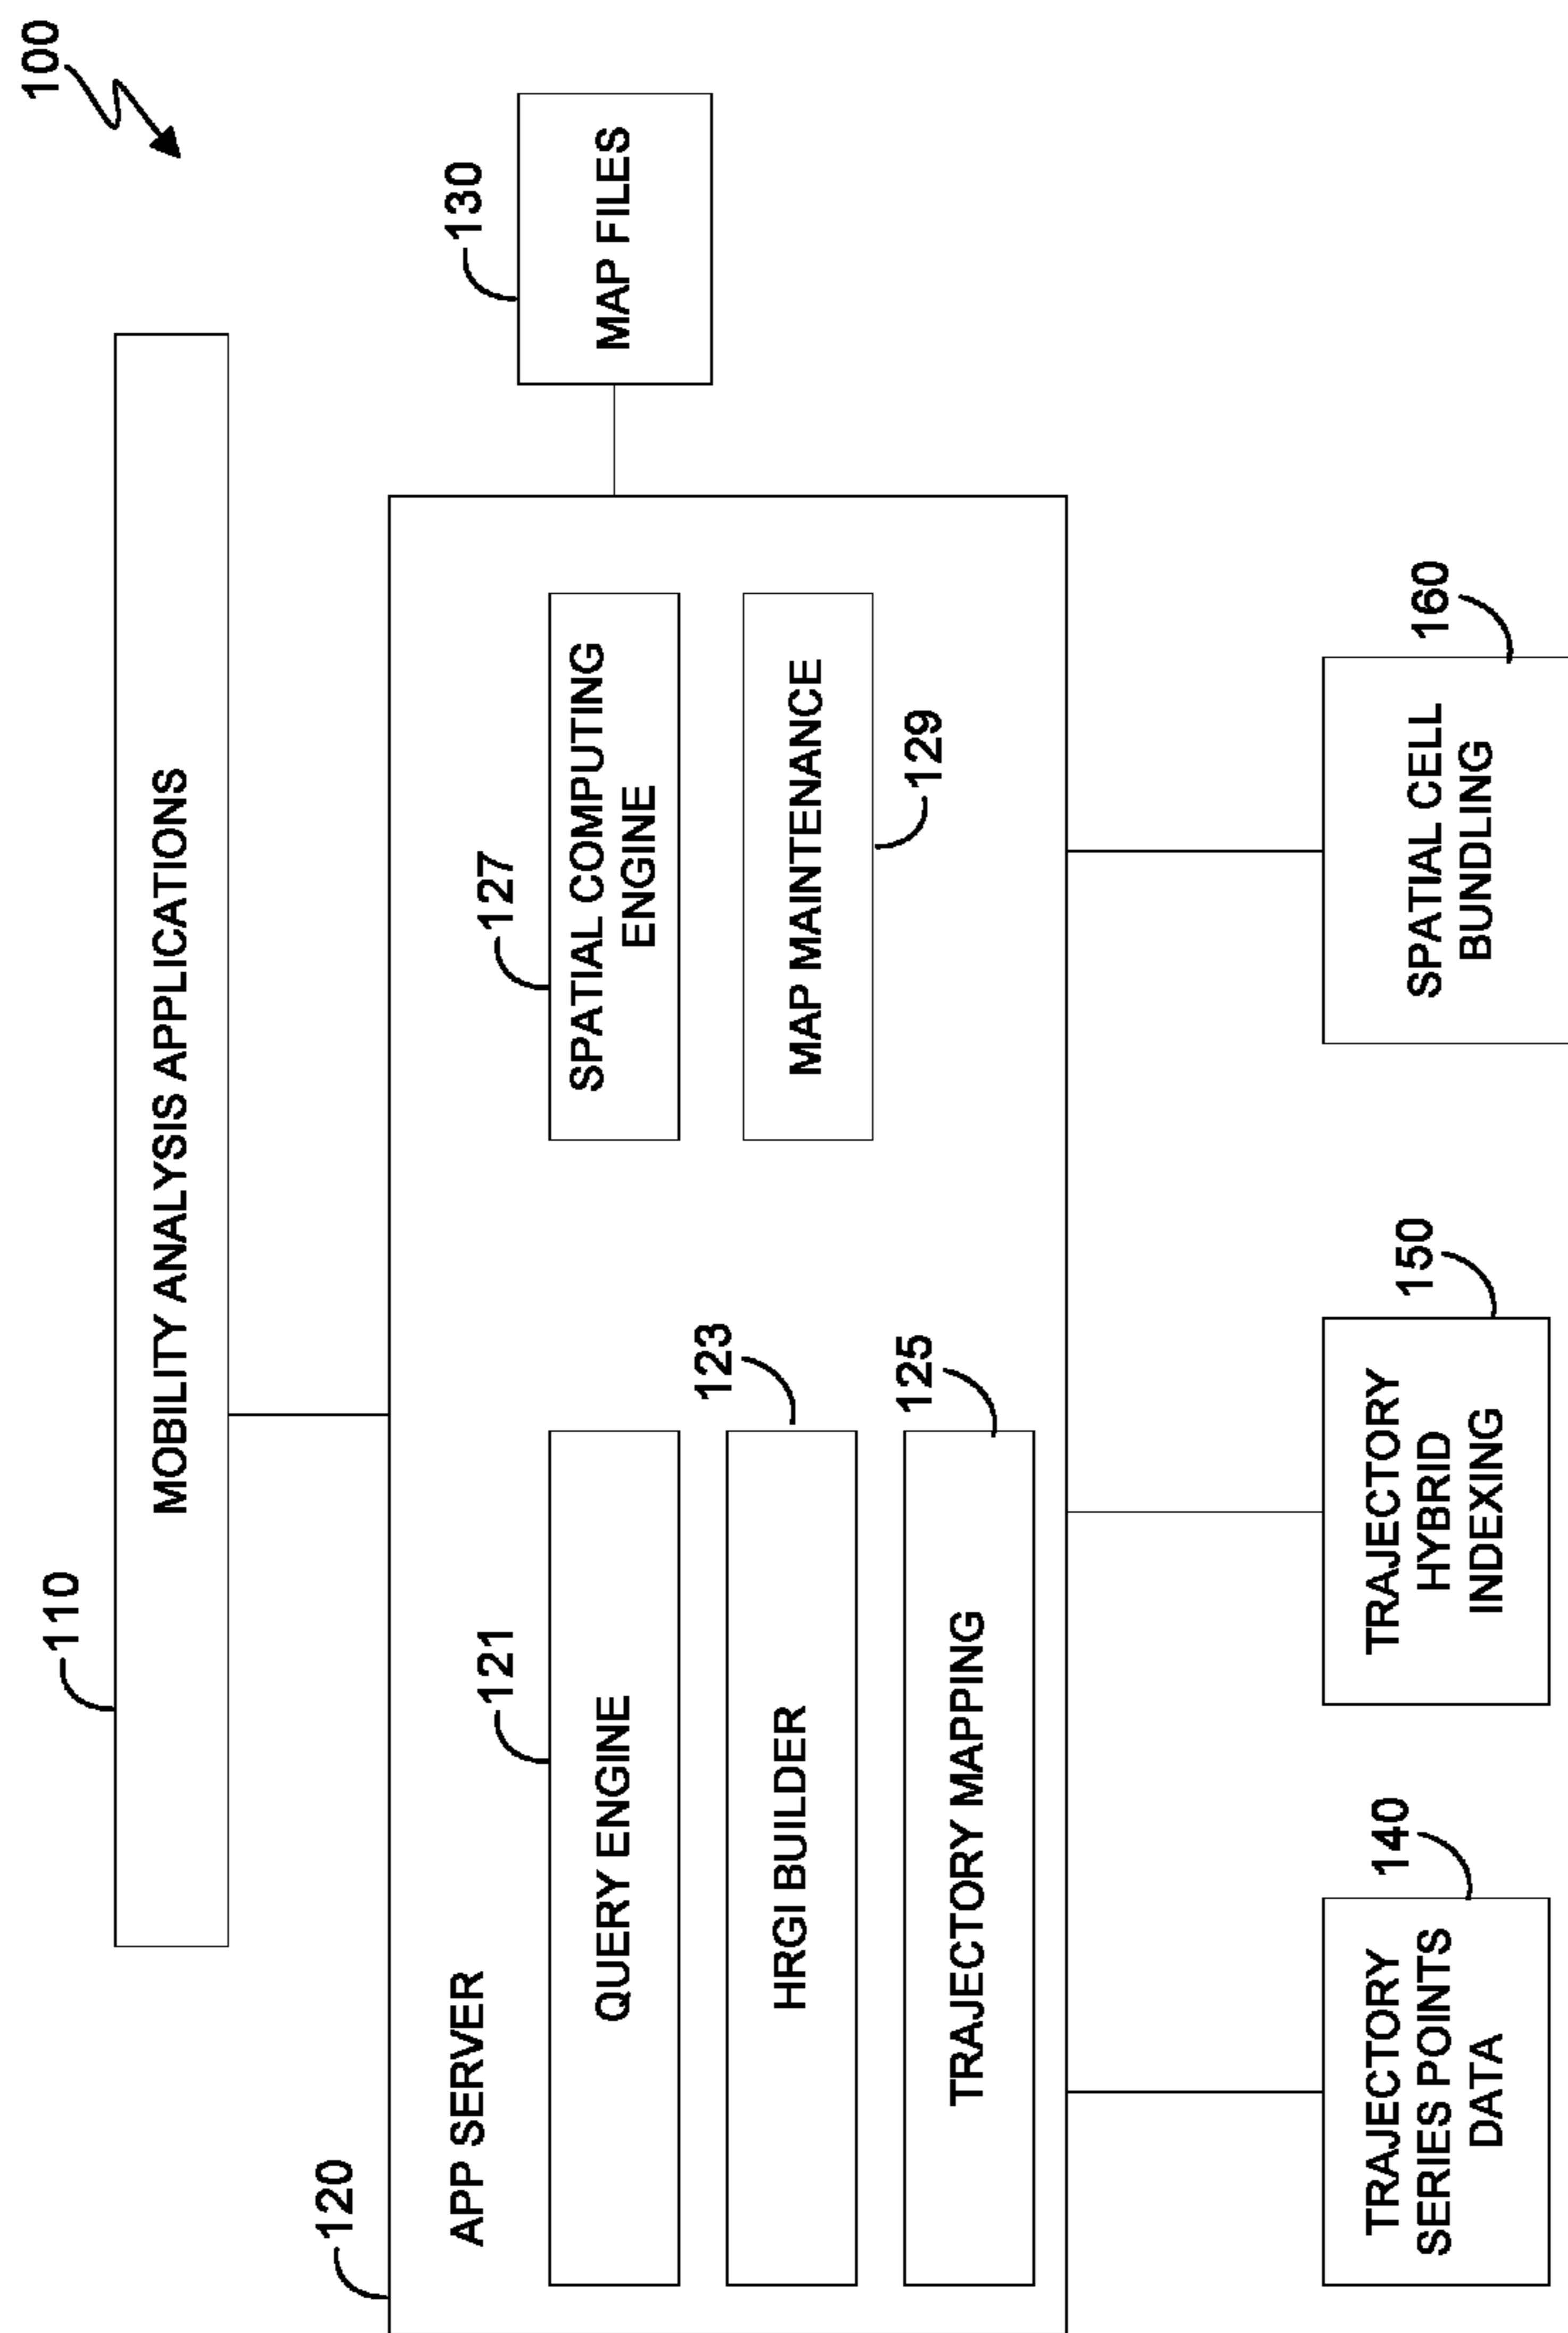 100
110
MOBILITY ANALYSIS APPLICATIONS
120
APP SERVER
121
QUERY ENGINE
123
HRGI BUILDER
125
TRAJECTORY MAPPING
127
SPATIAL COMPUTING
ENGINE
MAP MAINTENANCE
129
130
MAP FILES
140
TRAJECTORY
SERIES POINTS
DATA
150
TRAJECTORY
HYBRID
INDEXING
160
SPATIAL CELL
BUNDLING